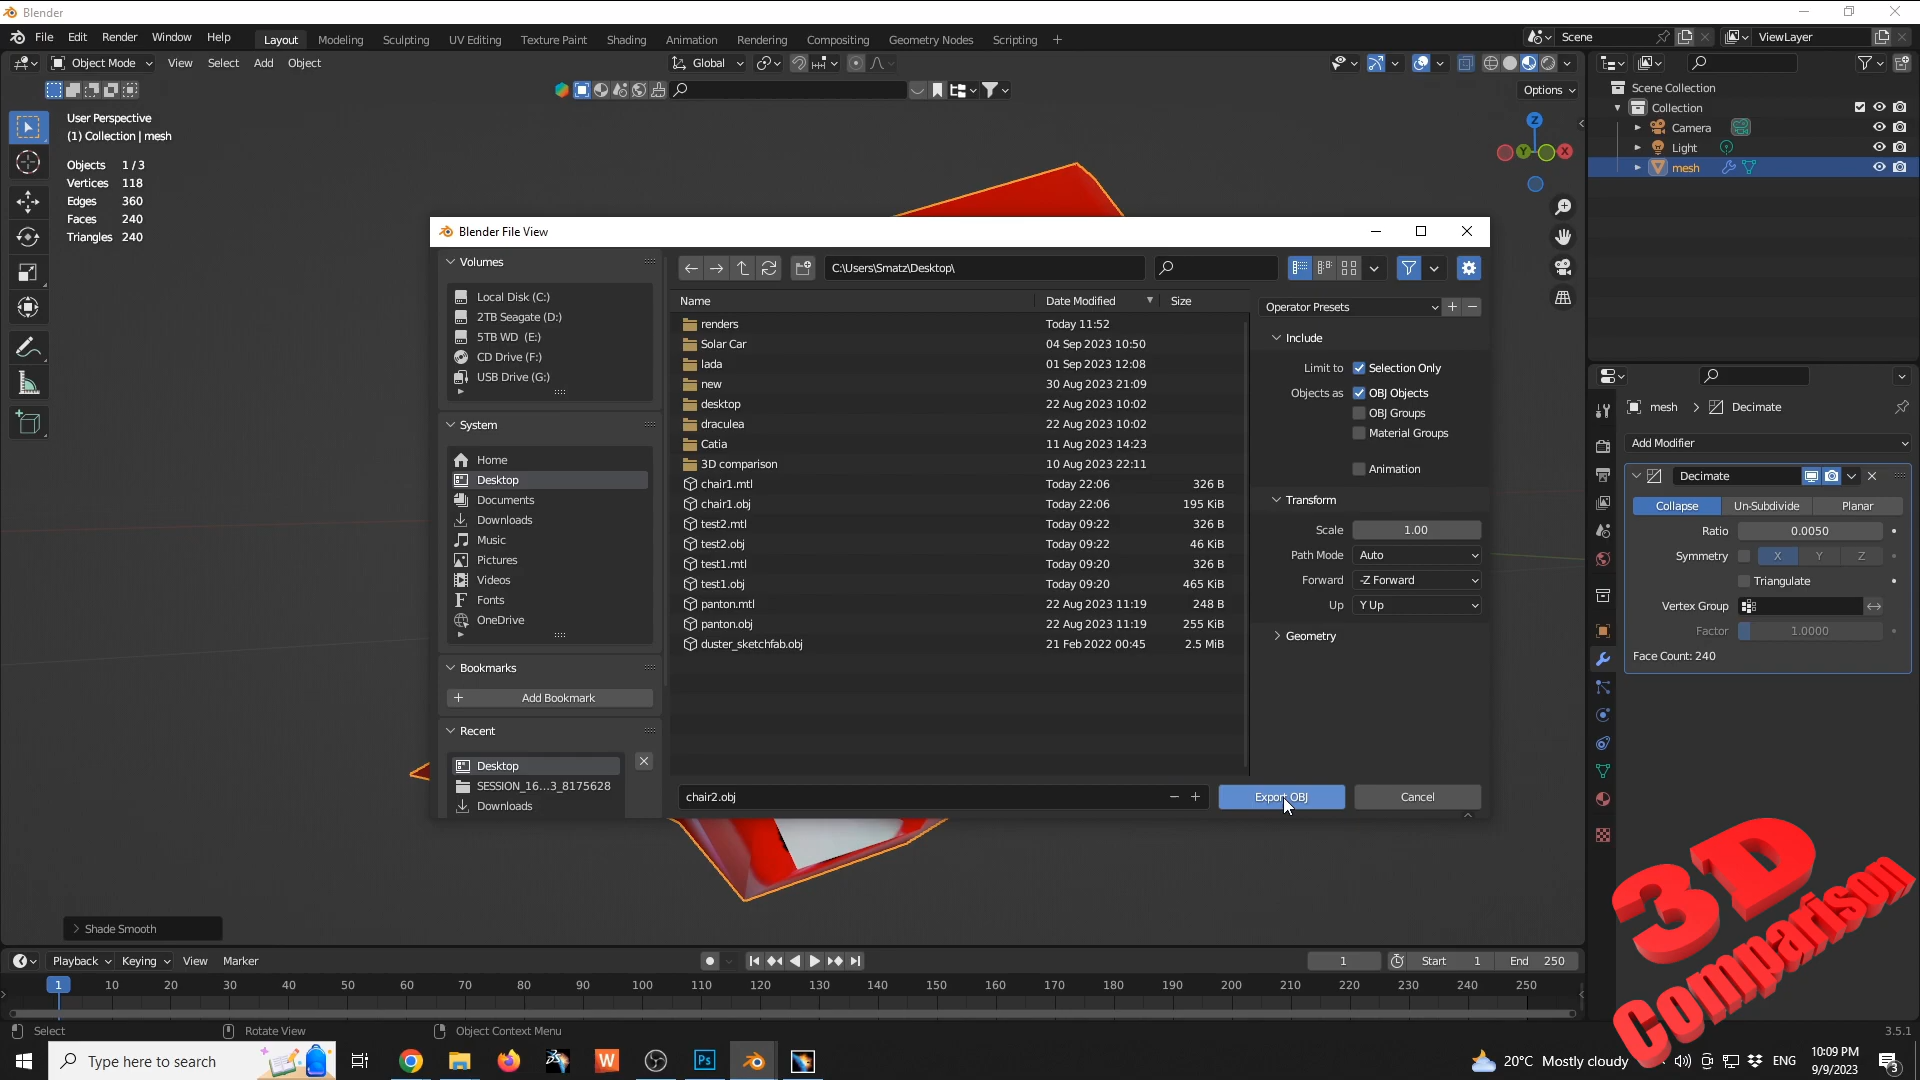 Blender
File Edit Render Window Help Layout Modeling Sculpting UV Editing Texture Paint Shading Animation Rendering Compositing Geometry Nodes Scripting + Scene ViewLayer
Object Mode View Select Add Object Global
Options
User Perspective
(1) Collection | mesh
Objects 1 / 3
Vertices 118
Edges 360
Faces 240
Triangles 240
Z
Y X
Scene Collection
Collection
Camera
Light
mesh
Blender File View
Volumes
Local Disk (C:)
2TB Seagate (D:)
5TB WD (E:)
CD Drive (F:)
USB Drive (G:)
System
Home
Desktop
Documents
Downloads
Music
Pictures
Videos
Fonts
OneDrive
Bookmarks
Add Bookmark
Recent
Desktop
SESSION_16...3_8175628
Downloads
C:\Users\Smatz\Desktop\
Name Date Modified Size
renders Today 11:52
Solar Car 04 Sep 2023 10:50
lada 01 Sep 2023 12:08
new 30 Aug 2023 21:09
desktop 22 Aug 2023 10:02
draculea 22 Aug 2023 10:02
Catia 11 Aug 2023 14:23
3D comparison 10 Aug 2023 22:11
chair1.mtl Today 22:06 326 B
chair1.obj Today 22:06 195 KiB
test2.mtl Today 09:22 326 B
test2.obj Today 09:22 46 KiB
test1.mtl Today 09:20 326 B
test1.obj Today 09:20 465 KiB
panton.mtl 22 Aug 2023 11:19 248 B
panton.obj 22 Aug 2023 11:19 255 KiB
duster_sketchfab.obj 21 Feb 2022 00:45 2.5 MiB
chair2.obj
Export OBJ Cancel
Operator Presets
Include
Limit to Selection Only
Objects as OBJ Objects
OBJ Groups
Material Groups
Animation
Transform
Scale 1.00
Path Mode Auto
Forward -Z Forward
Up Y Up
Geometry
mesh > Decimate
Add Modifier
Decimate
Collapse Un-Subdivide Planar
Ratio 0.0050
Symmetry X Y Z
Triangulate
Vertex Group
Factor 1.0000
Face Count: 240
Shade Smooth
3D
Comparison
Playback Keying View Marker 1 Start 1 End 250
1 10 20 30 40 50 60 70 80 90 100 110 120 130 140 150 160 170 180 190 200 210 220 230 240 250
Select Rotate View Object Context Menu 3.5.1
Type here to search W Ps 20°C Mostly cloudy ENG 10:09 PM
9/9/2023
3